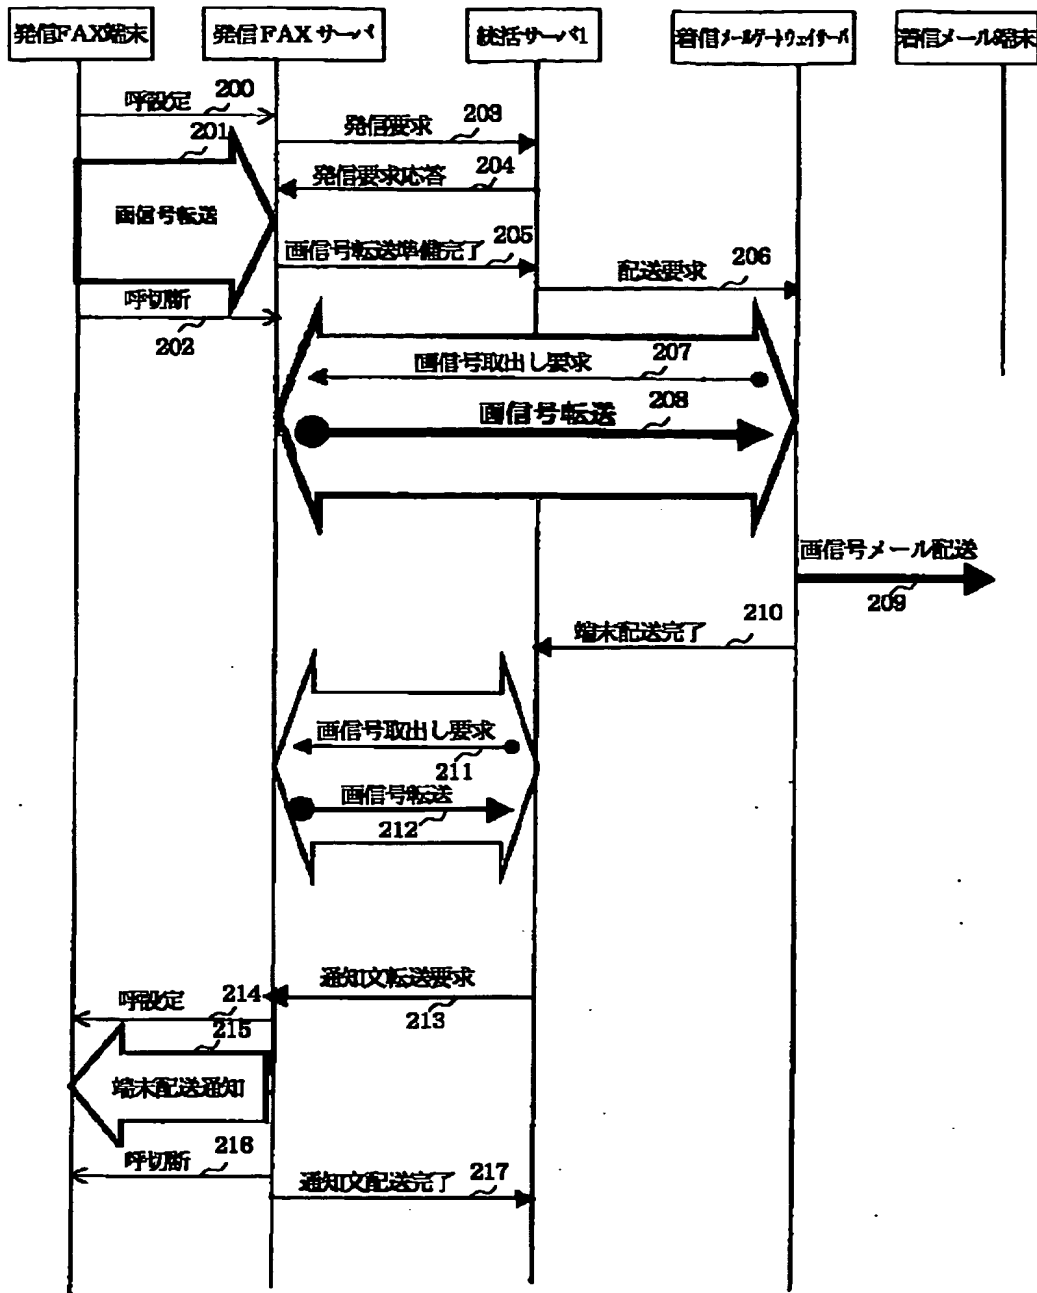 発信FAX端末
発信FAXサーバ
統括サーバ1
着信メールゲートウェイサーバ
着信メール端末
呼設定
200
201
発信要求
203
発信要求応答
204
画信号転送
画信号転送準備完了
205
配送要求
206
呼切断
202
画信号取出し要求
207
画信号転送
208
画信号メール配送
209
端末配送完了
210
画信号取出し要求
211
画信号転送
212
通知文転送要求
213
呼設定
214
215
端末配送通知
呼切断
216
通知文配送完了
217